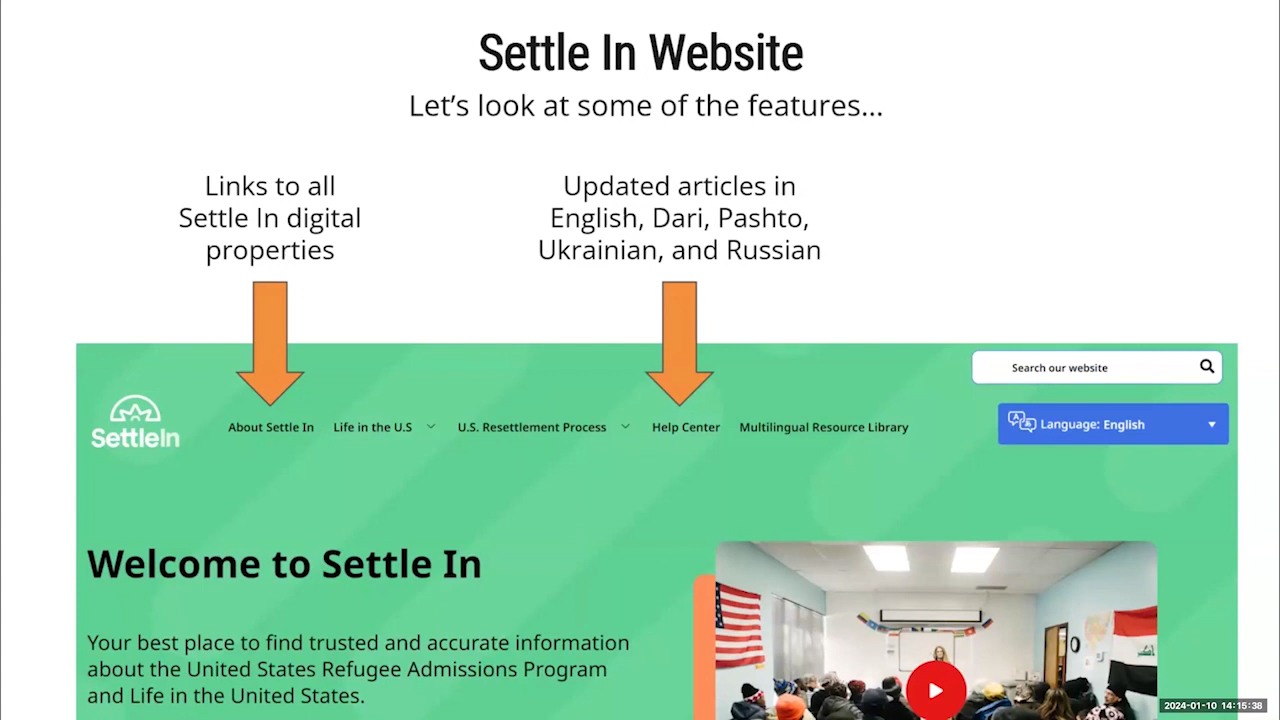 Settle In Website
Let's look at some of the features...
Links to all
Settle In digital
properties
Updated articles in
English, Dari, Pashto,
Ukrainian, and Russian
Search our website
SettleIn
About Settle In
Life in the U.S
U.S. Resettlement Process
Help Center
Multilingual Resource Library
Language: English
Welcome to Settle In
Your best place to find trusted and accurate information
about the United States Refugee Admissions Program
and Life in the United States.
2024-01-10 14:15:38